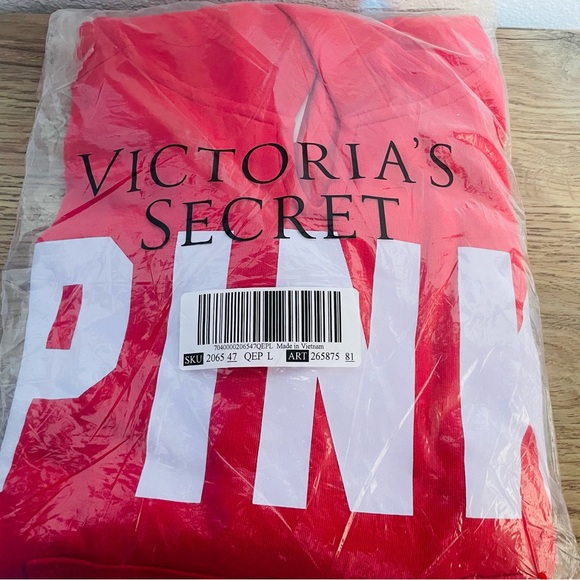 VICTORIA'S
SECRET
PINK
7040000206547QEPL Made in Vietnam
SKU 2065 47 QEP L ART 265875 81